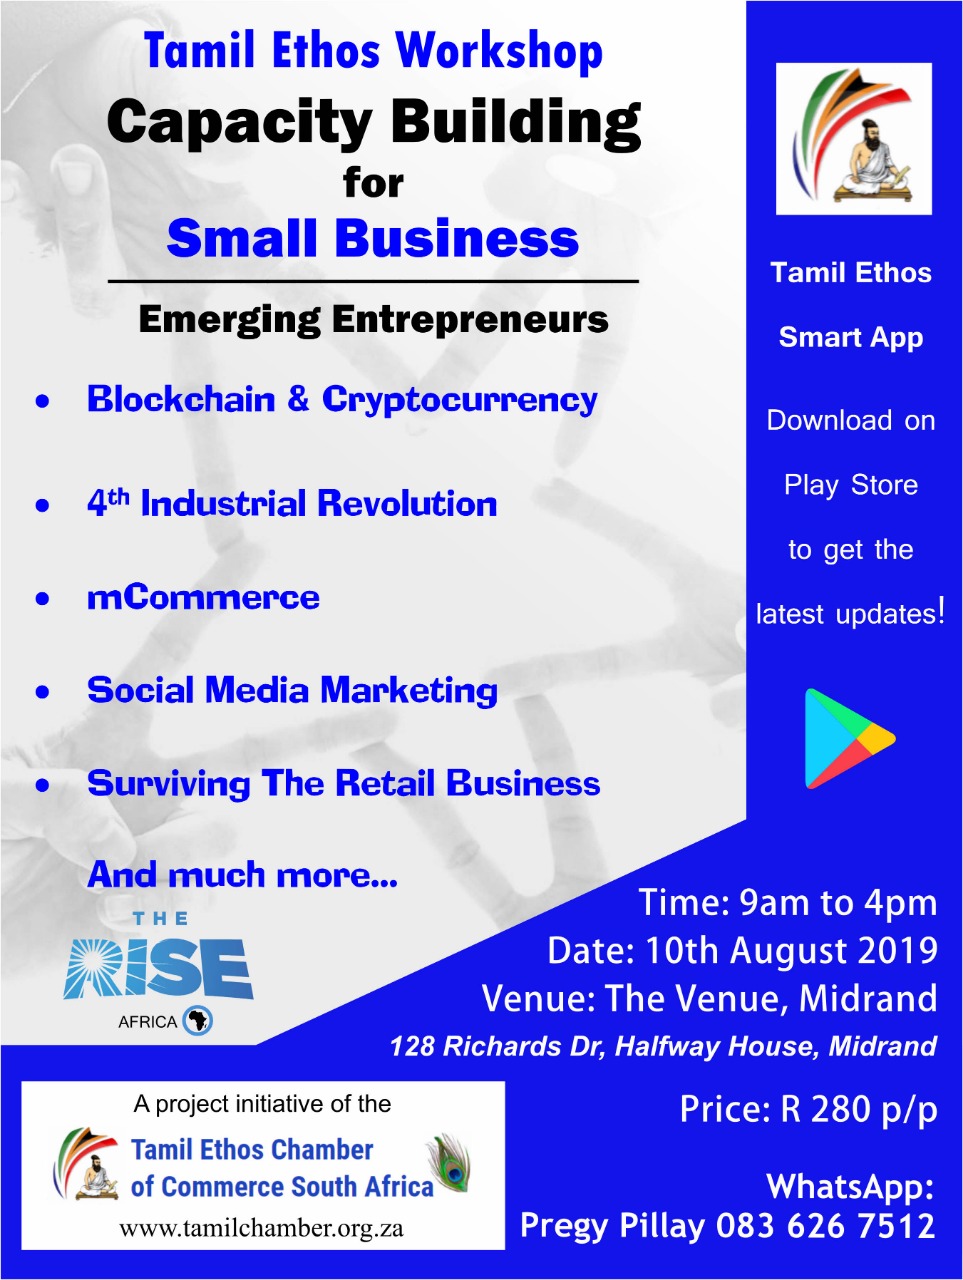 Tamil Ethos Workshop
Capacity Building
for
Small Business
Emerging Entrepreneurs
• Blockchain & Cryptocurrency
• 4th Industrial Revolution
• mCommerce
• Social Media Marketing
• Surviving The Retail Business
And much more...
THE
RISE
AFRICA
Tamil Ethos
Smart App
Download on
Play Store
to get the
latest updates!
Time: 9am to 4pm
Date: 10th August 2019
Venue: The Venue, Midrand
128 Richards Dr, Halfway House, Midrand
Price: R 280 p/p
WhatsApp:
Pregy Pillay 083 626 7512
A project initiative of the
Tamil Ethos Chamber
of Commerce South Africa
www.tamilchamber.org.za